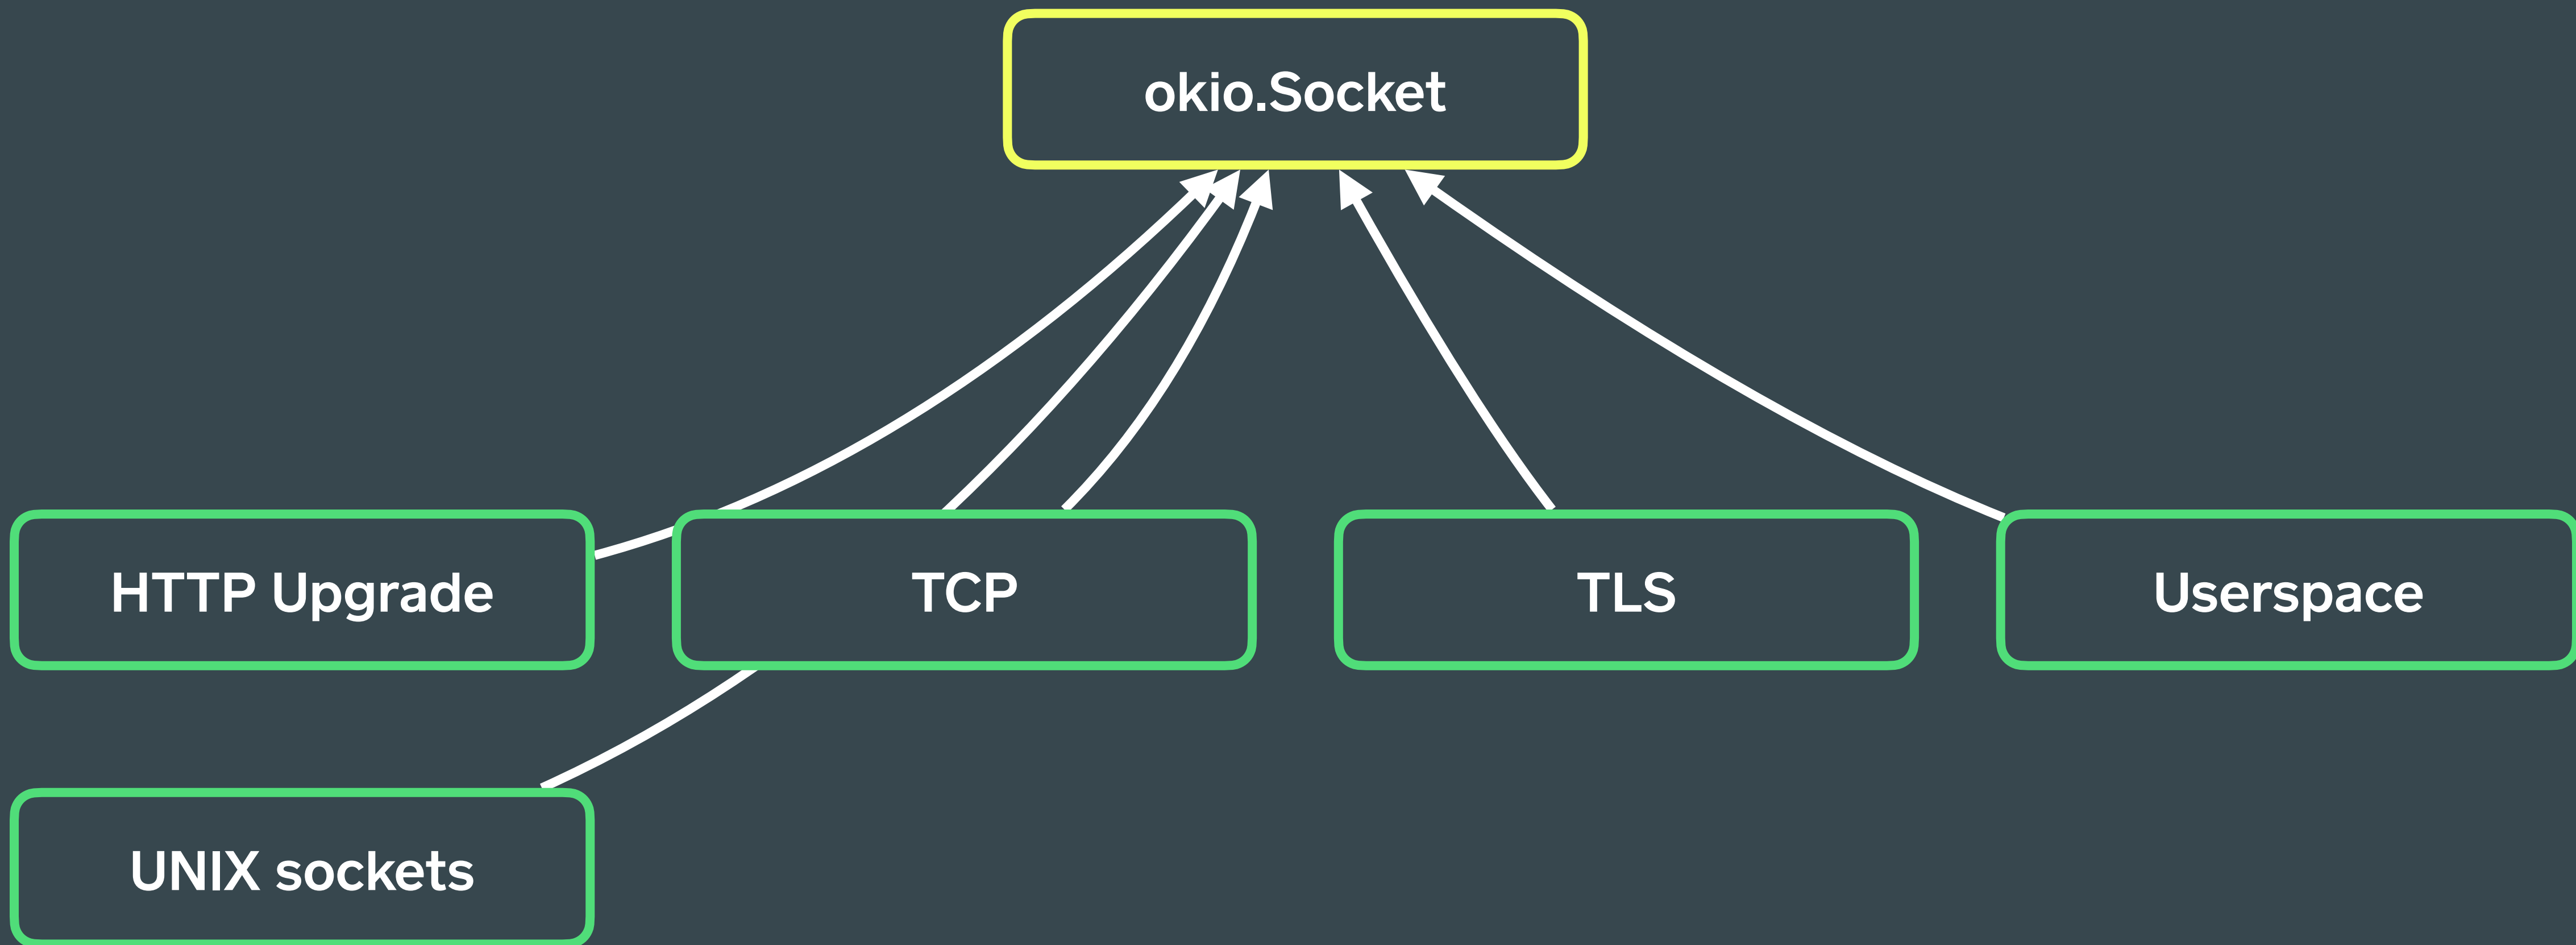 okio.Socket
HTTP Upgrade
TCP
TLS
Userspace
UNIX sockets